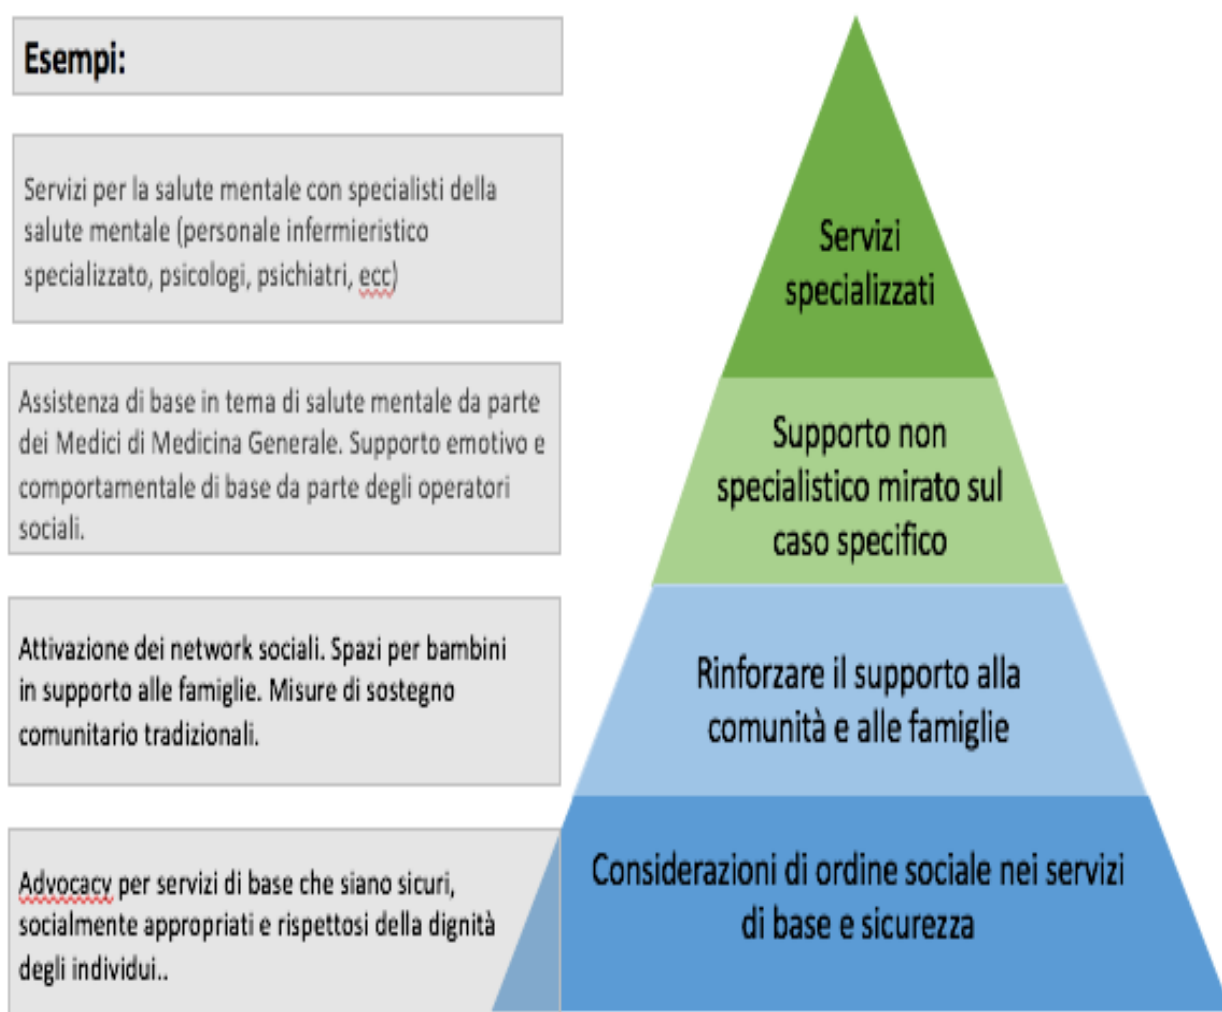 Esempi:
Servizi per la salute mentale con specialisti della
salute mentale (personale infermieristico
specializzato, psicologi, psichiatri, ecc)
Servizi
specializzati
Assistenza di base in tema di salute mentale da parte
dei Medici di Medicina Generale. Supporto emotivo e
comportamentale di base da parte degli operatori
sociali.
Supporto non
specialistico mirato sul
caso specifico
Attivazione dei network sociali. Spazi per bambini
in supporto alle famiglie. Misure di sostegno
comunitario tradizionali.
Rinforzare il supporto alla
comunità e alle famiglie
Advocacy per servizi di base che siano sicuri,
socialmente appropriati e rispettosi della dignità
degli individui..
Considerazioni di ordine sociale nei servizi
di base e sicurezza